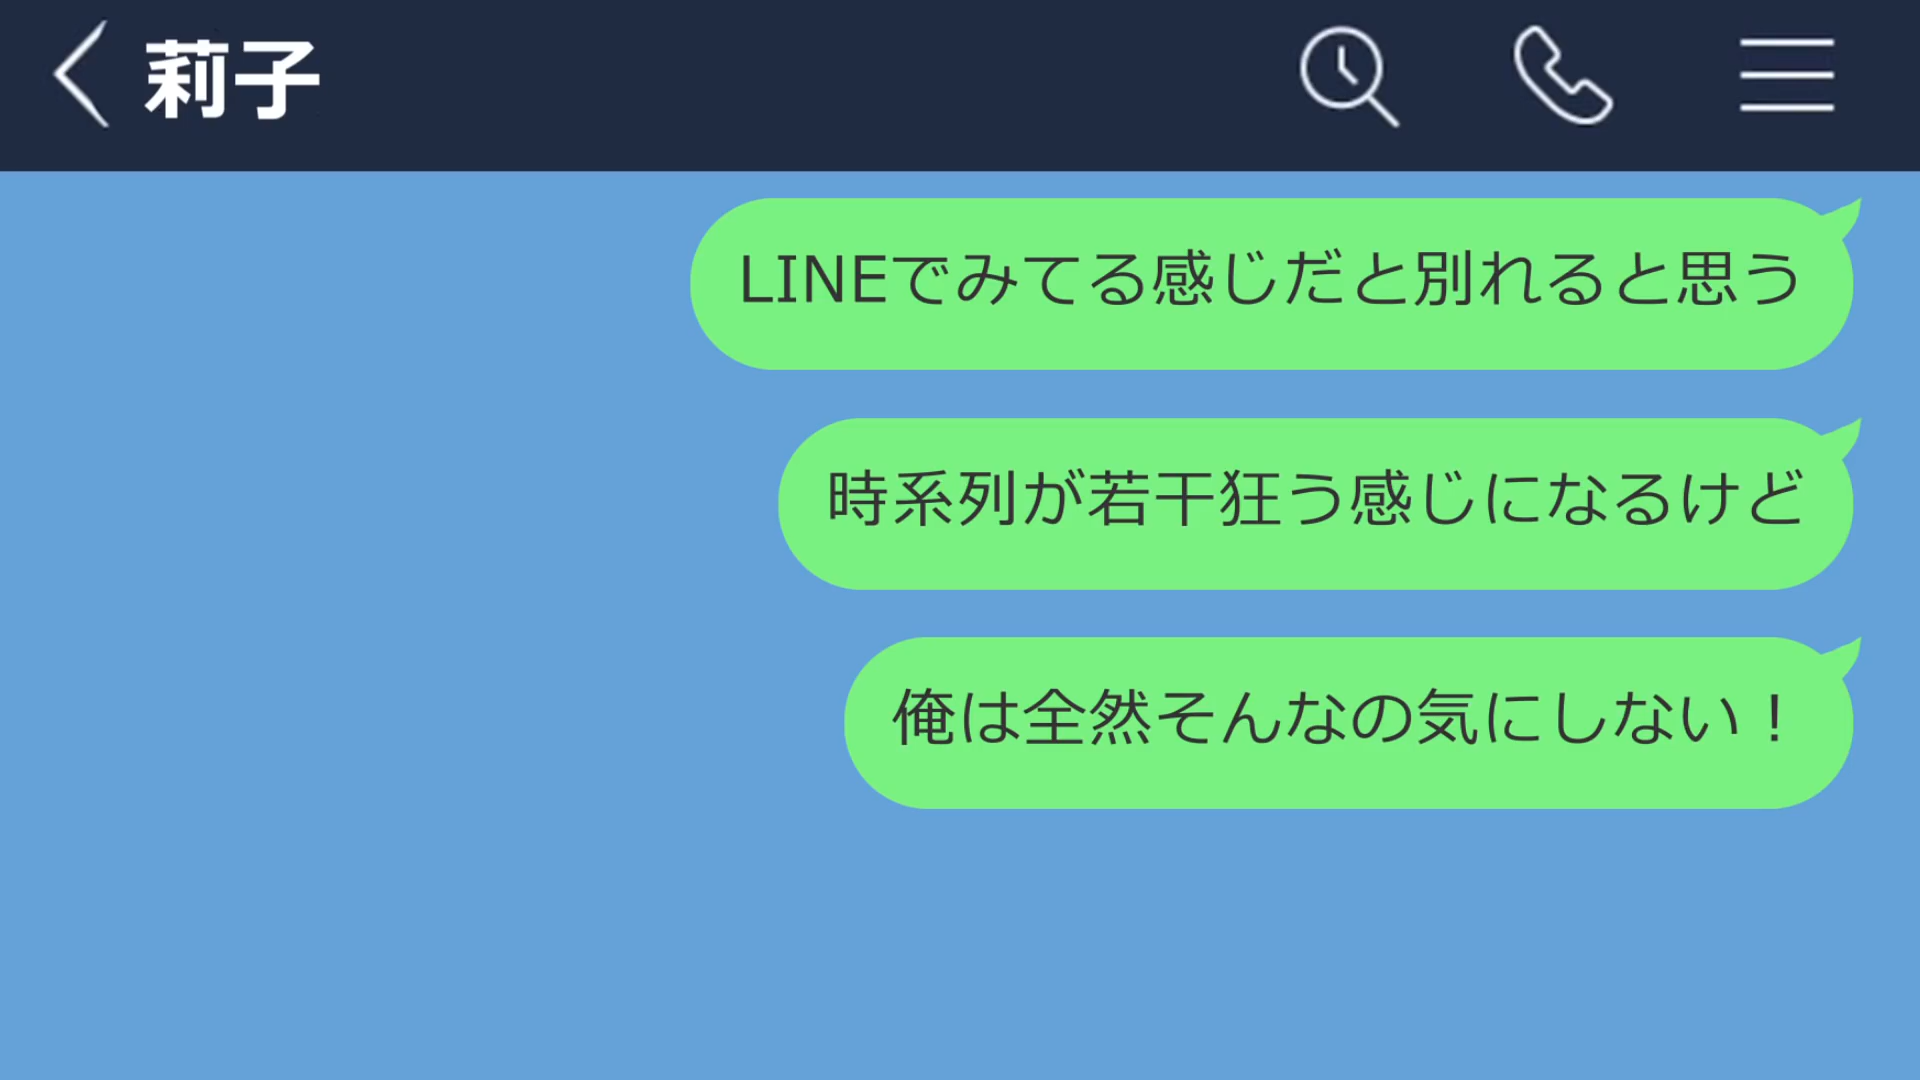 莉子
LINEでみてる感じだと別れると思う
時系列が若干狂う感じになるけど
俺は全然そんなの気にしない！